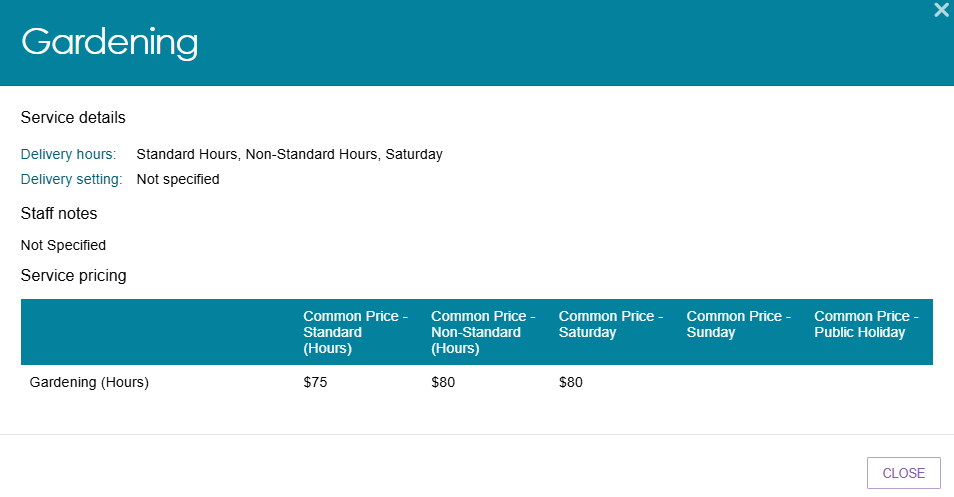 Gardening
Service details
Delivery hours: Standard Hours, Non-Standard Hours, Saturday
Delivery setting: Not specified
Staff notes
Not Specified
Service pricing
Common Price - Common Price - Common Price - Common Price - Common Price -
Standard Non-Standard Saturday Sunday Public Holiday
(Hours) (Hours)
Gardening (Hours) $75 $80 $80
CLOSE